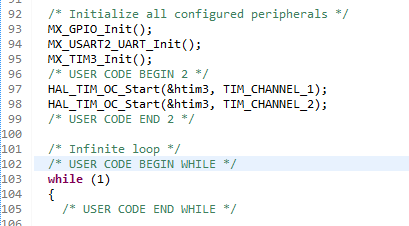 91
92 /* Initialize all configured peripherals */
93 MX_GPIO_Init();
94 MX_USART2_UART_Init();
95 MX_TIM3_Init();
96 /* USER CODE BEGIN 2 */
97 HAL_TIM_OC_Start(&htim3, TIM_CHANNEL_1);
98 HAL_TIM_OC_Start(&htim3, TIM_CHANNEL_2);
99 /* USER CODE END 2 */
100
101 /* Infinite loop */
102 /* USER CODE BEGIN WHILE */
103 while (1)
104 {
105 /* USER CODE END WHILE */